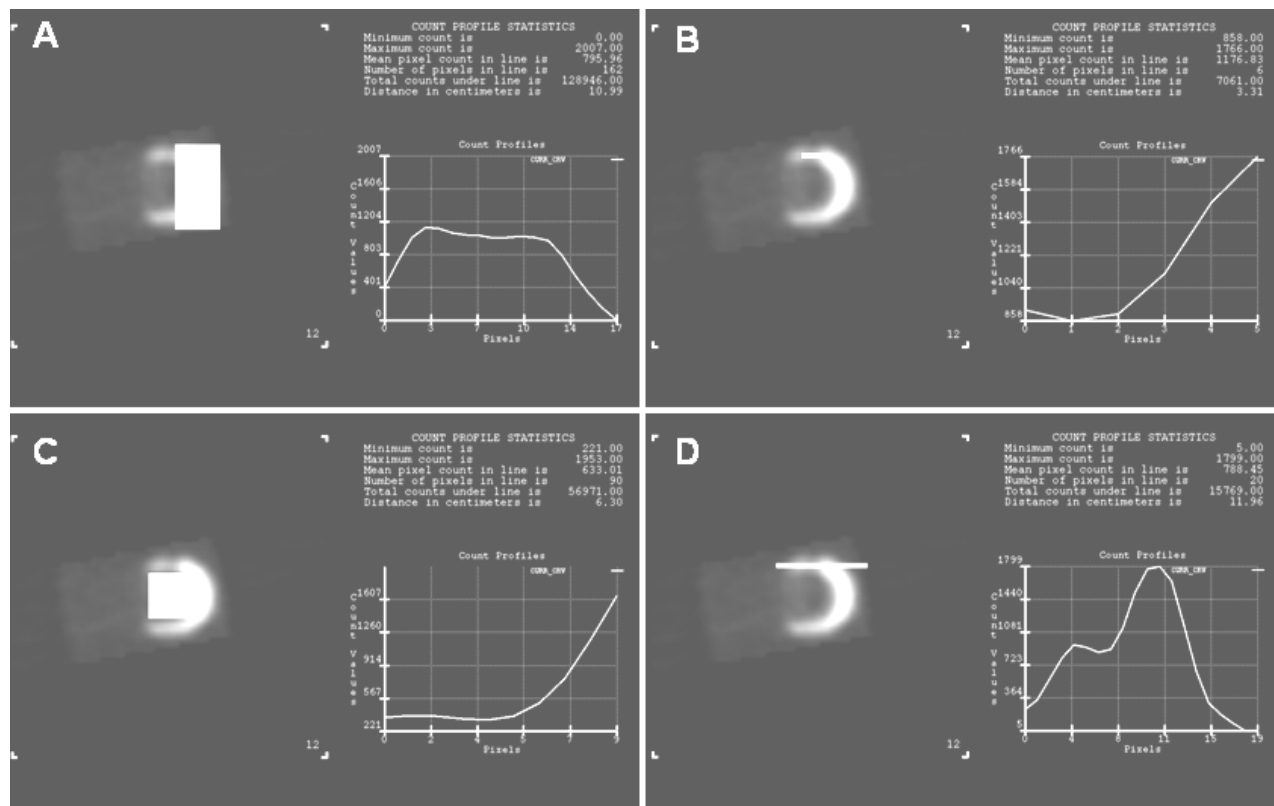 A
COUNT PROFILE STATISTICS
Minimum count is 0.00
Maximum count is 2007.00
Mean pixel count in line is 795.96
Number of pixels in line is 162
Total counts under line is 128946.00
Distance in centimeters is 10.99
Count Profiles
CURR_CRV
2007
1606
1204
803
401
0
Count Values
0 3 7 10 14 17
Pixels
12
B
COUNT PROFILE STATISTICS
Minimum count is 858.00
Maximum count is 1766.00
Mean pixel count in line is 1176.83
Number of pixels in line is 6
Total counts under line is 7061.00
Distance in centimeters is 3.31
Count Profiles
CURR_CRV
1766
1584
1403
1221
1040
858
Count Values
0 1 2 3 4 5
Pixels
12
C
COUNT PROFILE STATISTICS
Minimum count is 221.00
Maximum count is 1953.00
Mean pixel count in line is 633.01
Number of pixels in line is 90
Total counts under line is 56971.00
Distance in centimeters is 6.30
Count Profiles
CURR_CRV
1607
1260
914
567
221
Count Values
0 2 4 5 7 9
Pixels
12
D
COUNT PROFILE STATISTICS
Minimum count is 5.00
Maximum count is 1799.00
Mean pixel count in line is 788.45
Number of pixels in line is 20
Total counts under line is 15769.00
Distance in centimeters is 11.96
Count Profiles
CURR_CRV
1799
1440
1081
723
364
5
Count Values
0 4 8 11 15 19
Pixels
12